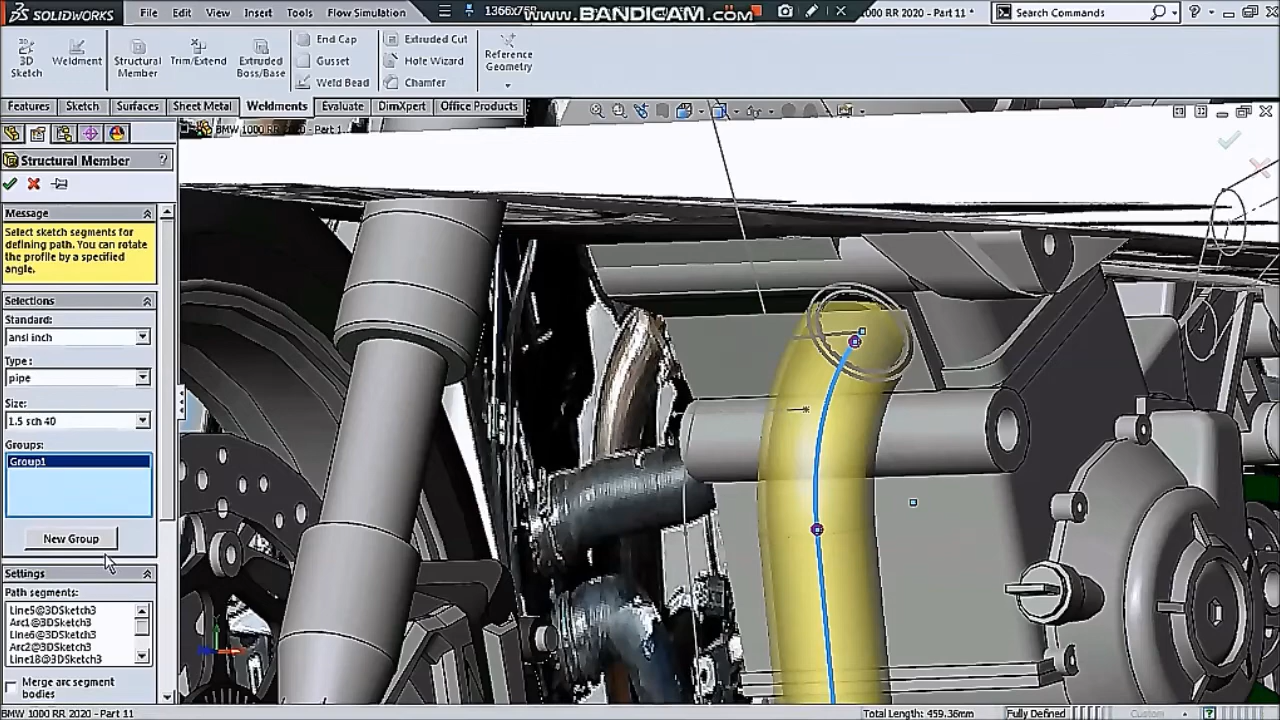 SOLIDWORKS File Edit View Insert Tools Toolbox Flow Simulation 1366x768 www.BANDICAM.com 1000 RR 2020 - Part 11 * Search Commands
3D Sketch Weldment Structural Member Trim/Extend Extruded Boss/Base End Cap Gusset Weld Bead Extruded Cut Hole Wizard Chamfer Reference Geometry
Features Sketch Surfaces Sheet Metal Weldments Evaluate DimXpert Office Products
Structural Member ?
Message
Select sketch segments for
defining path. You can rotate
the profile by a specified
angle.
Selections
Standard:
ansi inch
Type :
pipe
Size:
1.5 sch 40
Groups:
Group1
New Group
Settings
Path segments:
Line5@3DSketch3
Arc1@3DSketch3
Line6@3DSketch3
Arc2@3DSketch3
Line18@3DSketch3
Merge arc segment
bodies
BMW 1000 RR 2020 - Part 11 Total Length: 459.36mm Fully Defined Custom